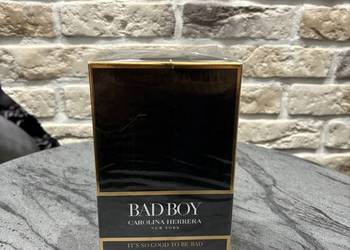 BAD BOY
CAROLINA HERRERA
NEW YORK
IT'S SO GOOD TO BE BAD